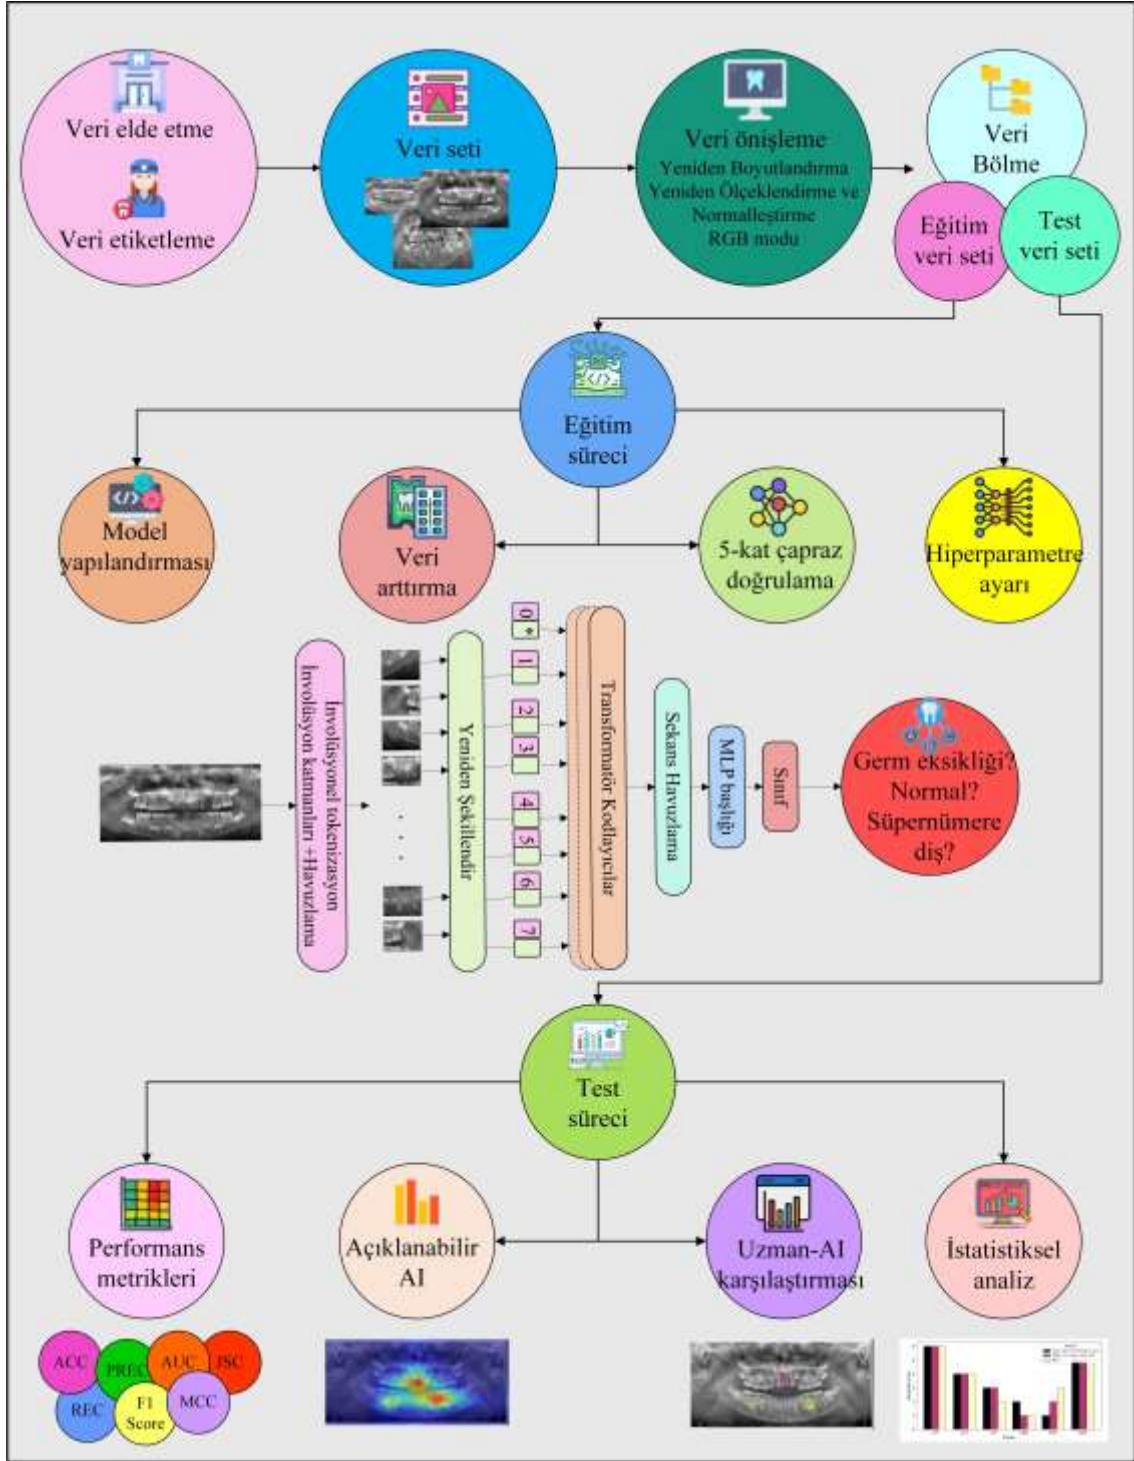 Veri elde etme
Veri etiketleme
Veri seti
Veri önişleme
Yeniden Boyutlandırma
Yeniden Ölçeklendirme ve
Normalleştirme
RGB modu
Veri
Bölme
Eğitim
veri seti
Test
veri seti
Eğitim
süreci
Model
yapılandırması
Veri
arttırma
5-kat çapraz
doğrulama
Hiperparametre
ayarı
İnvolüsyonel tokenizasyon
İnvolüsyon katmanları +Havuzlama
Yeniden Şekillendir
0 *
1
2
3
4
5
6
7
Transformatör Kodlayıcılar
Sekans Havuzlama
MLP başlığı
Sınıf
Germ eksikliği?
Normal?
Süpernümere
diş?
Test
süreci
Performans
metrikleri
Açıklanabilir
AI
Uzman-AI
karşılaştırması
İstatistiksel
analiz
ACC
PREC
AUC
JSC
REC
F1
Score
MCC